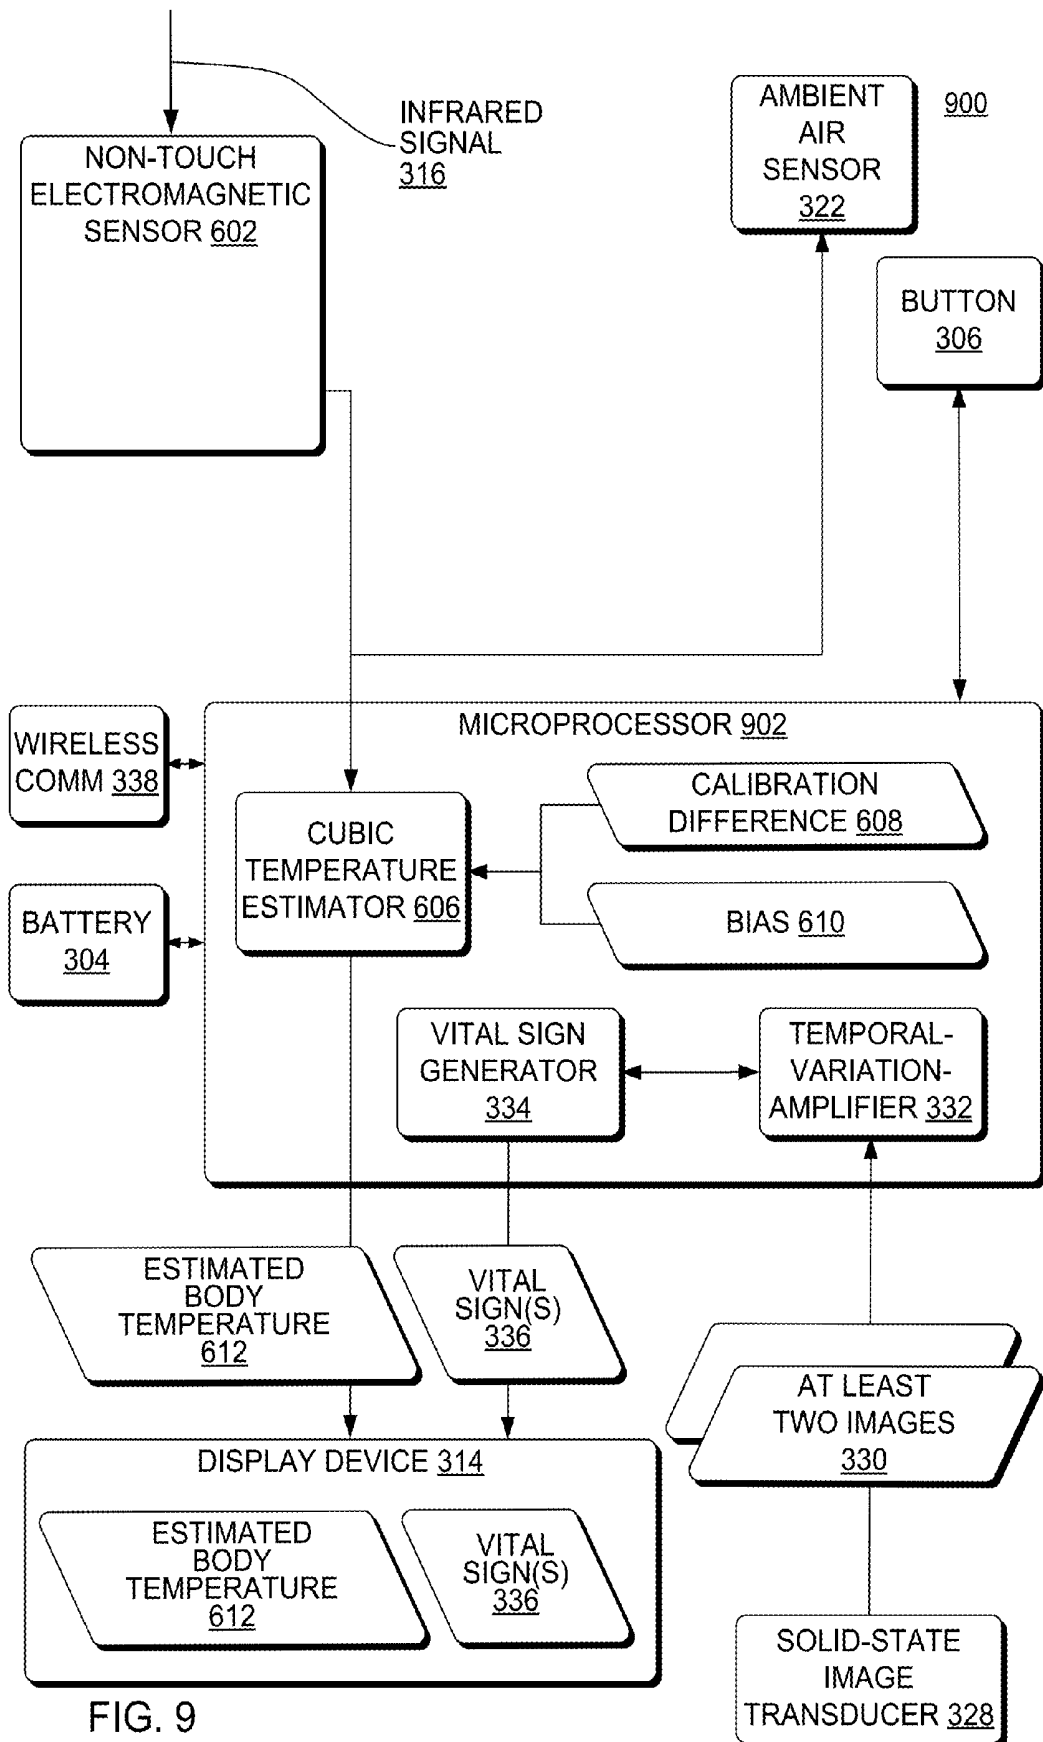 INFRARED
SIGNAL
316
AMBIENT
AIR
SENSOR
322
900
NON-TOUCH
ELECTROMAGNETIC
SENSOR 602
BUTTON
306
MICROPROCESSOR 902
WIRELESS
COMM 338
CALIBRATION
DIFFERENCE 608
CUBIC
TEMPERATURE
ESTIMATOR 606
BATTERY
304
BIAS 610
VITAL SIGN
GENERATOR
334
TEMPORAL-
VARIATION-
AMPLIFIER 332
ESTIMATED
BODY
TEMPERATURE
612
VITAL
SIGN(S)
336
AT LEAST
TWO IMAGES
330
DISPLAY DEVICE 314
ESTIMATED
BODY
TEMPERATURE
612
VITAL
SIGN(S)
336
SOLID-STATE
IMAGE
TRANSDUCER 328
FIG. 9